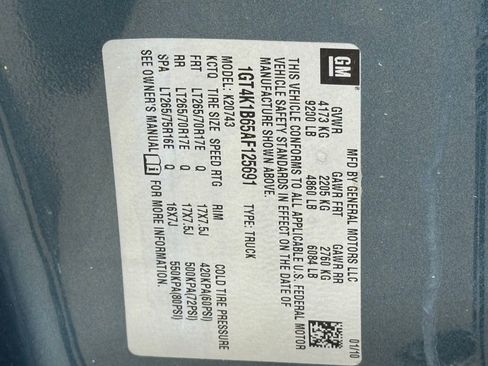 GM
MFD BY GENERAL MOTORS LLC
01/10
GVWR GAWR FRT GAWR RR
4173 KG 2205 KG 2760 KG
9200 LB 4860 LB 6084 LB
THIS VEHICLE CONFORMS TO ALL APPLICABLE U.S. FEDERAL MOTOR
VEHICLE SAFETY STANDARDS IN EFFECT ON THE DATE OF
MANUFACTURE SHOWN ABOVE.
1GT4K1B65AF125691 TYPE: TRUCK
MODEL: K20743
KCTQ TIRE SIZE SPEED RTG RIM COLD TIRE PRESSURE
FRT LT265/70R17E Q 17X7.5J 420KPA(60PSI)
RR LT265/70R17E Q 17X7.5J 500KPA(72PSI)
SPA LT265/75R16E Q 16X7J 550KPA(80PSI)
SEE OWNER'S MANUAL FOR MORE INFORMATION.